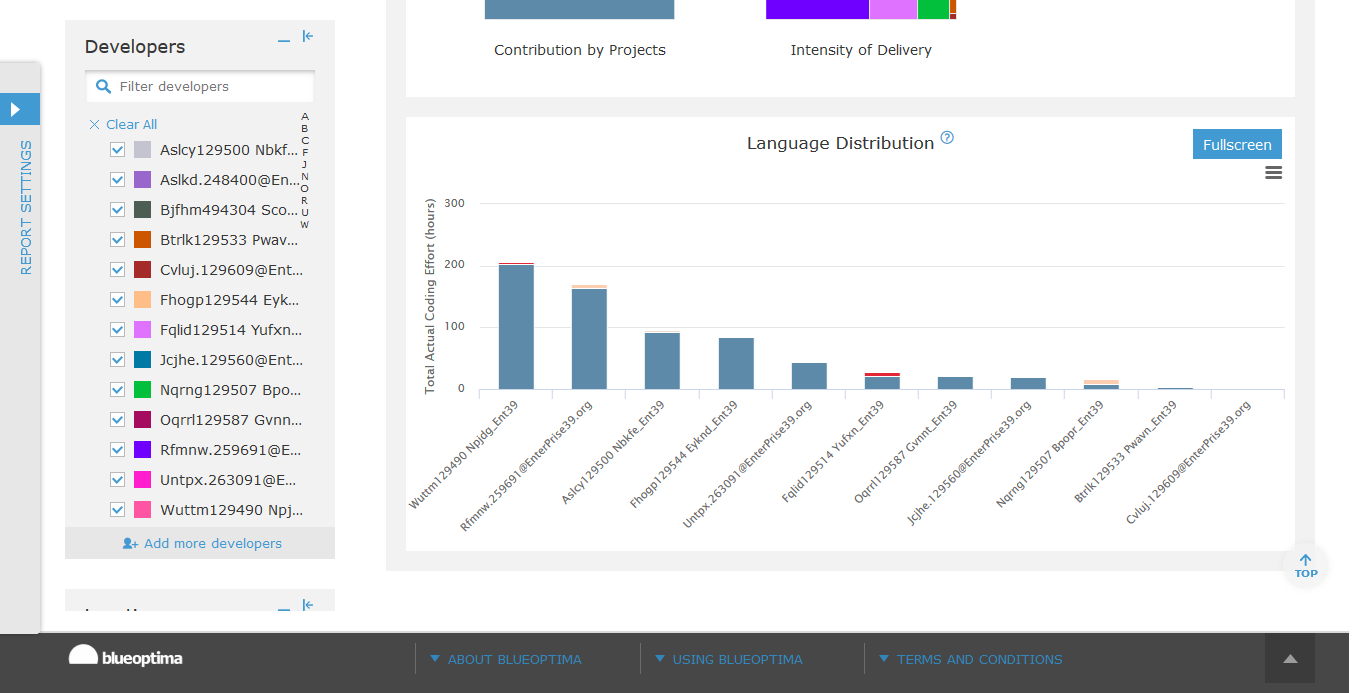 Developers
Filter developers
Clear All
A
B
C
F
J
N
O
R
U
W
Aslcy129500 Nbkf...
Aslkd.248400@En...
Bjfhm494304 Sco...
Btrlk129533 Pwav...
Cvluj.129609@Ent...
Fhogp129544 Eyk...
Fqlid129514 Yufxn...
Jcjhe.129560@Ent...
Nqrng129507 Bpo...
Oqrrl129587 Gvnn...
Rfmnw.259691@E...
Untpx.263091@E...
Wuttm129490 Npj...
Add more developers
REPORT SETTINGS
Contribution by Projects
Intensity of Delivery
Language Distribution ?
Fullscreen
Total Actual Coding Effort (hours)
300
200
100
0
Wuttm129490 Npjdg_Ent39
Rfmnw.259691@EnterPrise39.org
Aslcy129500 Nbkfe_Ent39
Fhogp129544 Eyknd_Ent39
Untpx.263091@EnterPrise39.org
Fqlid129514 Yufxn_Ent39
Oqrrl129587 Gvnnt_Ent39
Jcjhe.129560@EnterPrise39.org
Nqrng129507 Bpopr_Ent39
Btrlk129533 Pwavn_Ent39
Cvluj.129609@EnterPrise39.org
TOP
blueoptima
ABOUT BLUEOPTIMA
USING BLUEOPTIMA
TERMS AND CONDITIONS